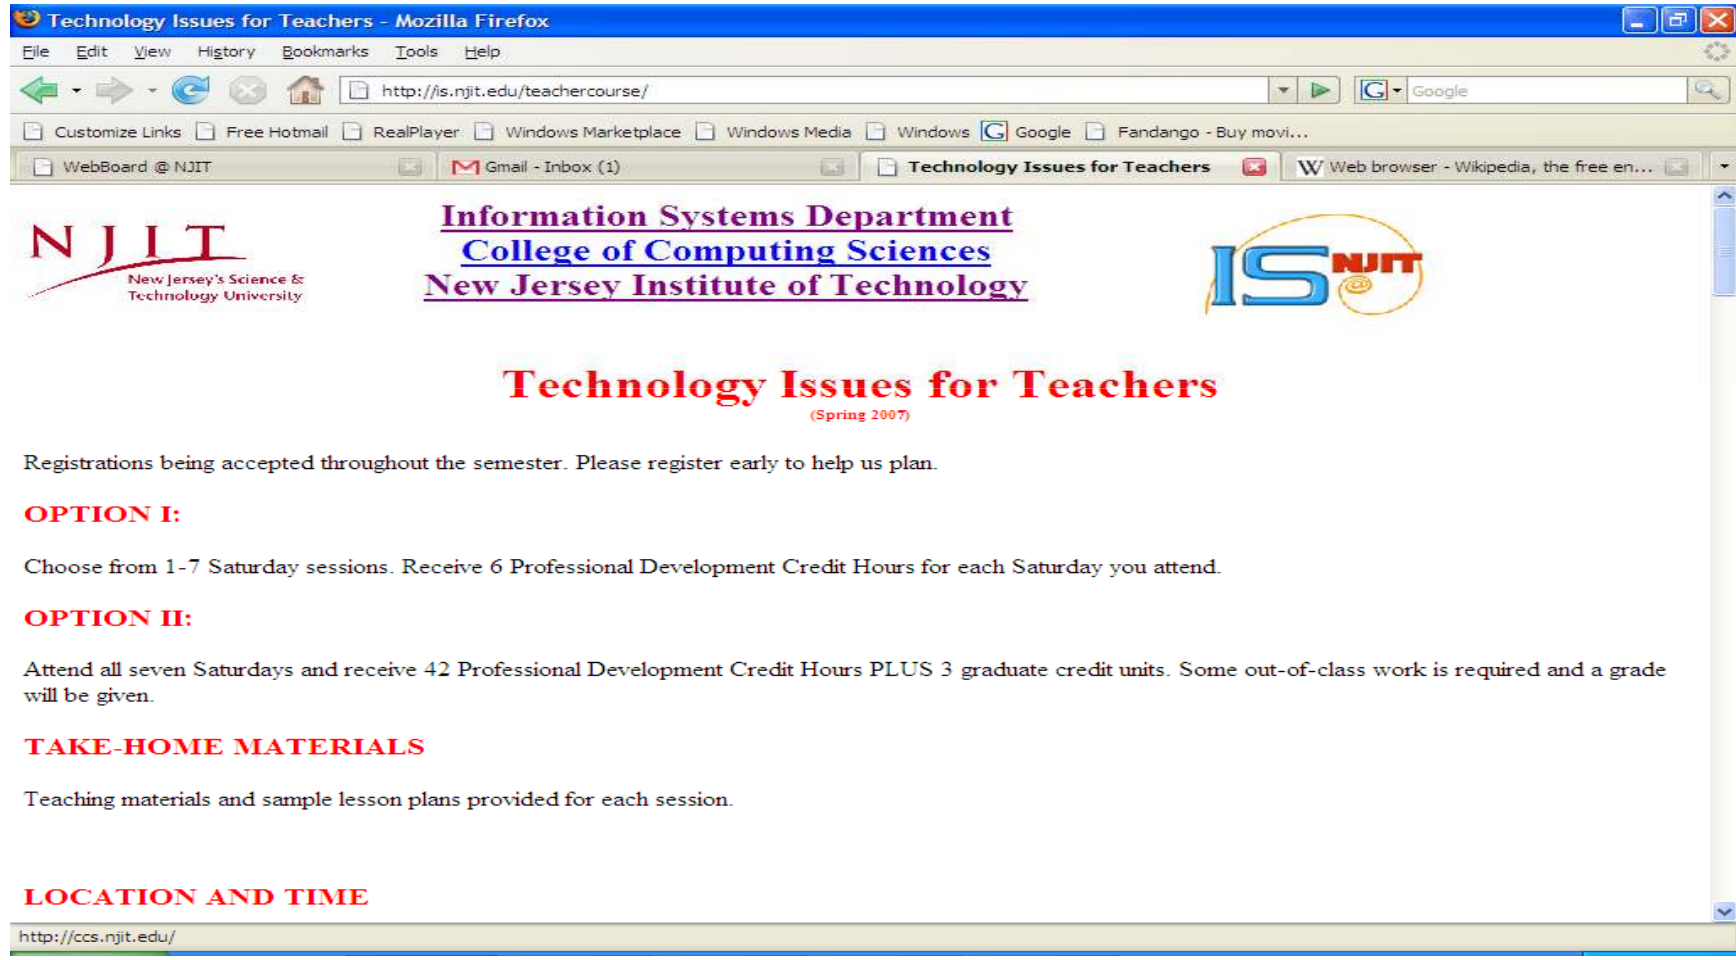 Technology Issues for Teachers - Mozilla Firefox
File Edit View History Bookmarks Tools Help
http://is.njit.edu/teachercourse/ G Google
Customize Links Free Hotmail RealPlayer Windows Marketplace Windows Media Windows G Google Fandango - Buy movi...
WebBoard @ NJIT Gmail - Inbox (1) Technology Issues for Teachers W Web browser - Wikipedia, the free en...
NJIT
New Jersey's Science &
Technology University
Information Systems Department
College of Computing Sciences
New Jersey Institute of Technology
IS@NJIT
Technology Issues for Teachers
(Spring 2007)
Registrations being accepted throughout the semester. Please register early to help us plan.
OPTION I:
Choose from 1-7 Saturday sessions. Receive 6 Professional Development Credit Hours for each Saturday you attend.
OPTION II:
Attend all seven Saturdays and receive 42 Professional Development Credit Hours PLUS 3 graduate credit units. Some out-of-class work is required and a grade
will be given.
TAKE-HOME MATERIALS
Teaching materials and sample lesson plans provided for each session.
LOCATION AND TIME
http://ccs.njit.edu/